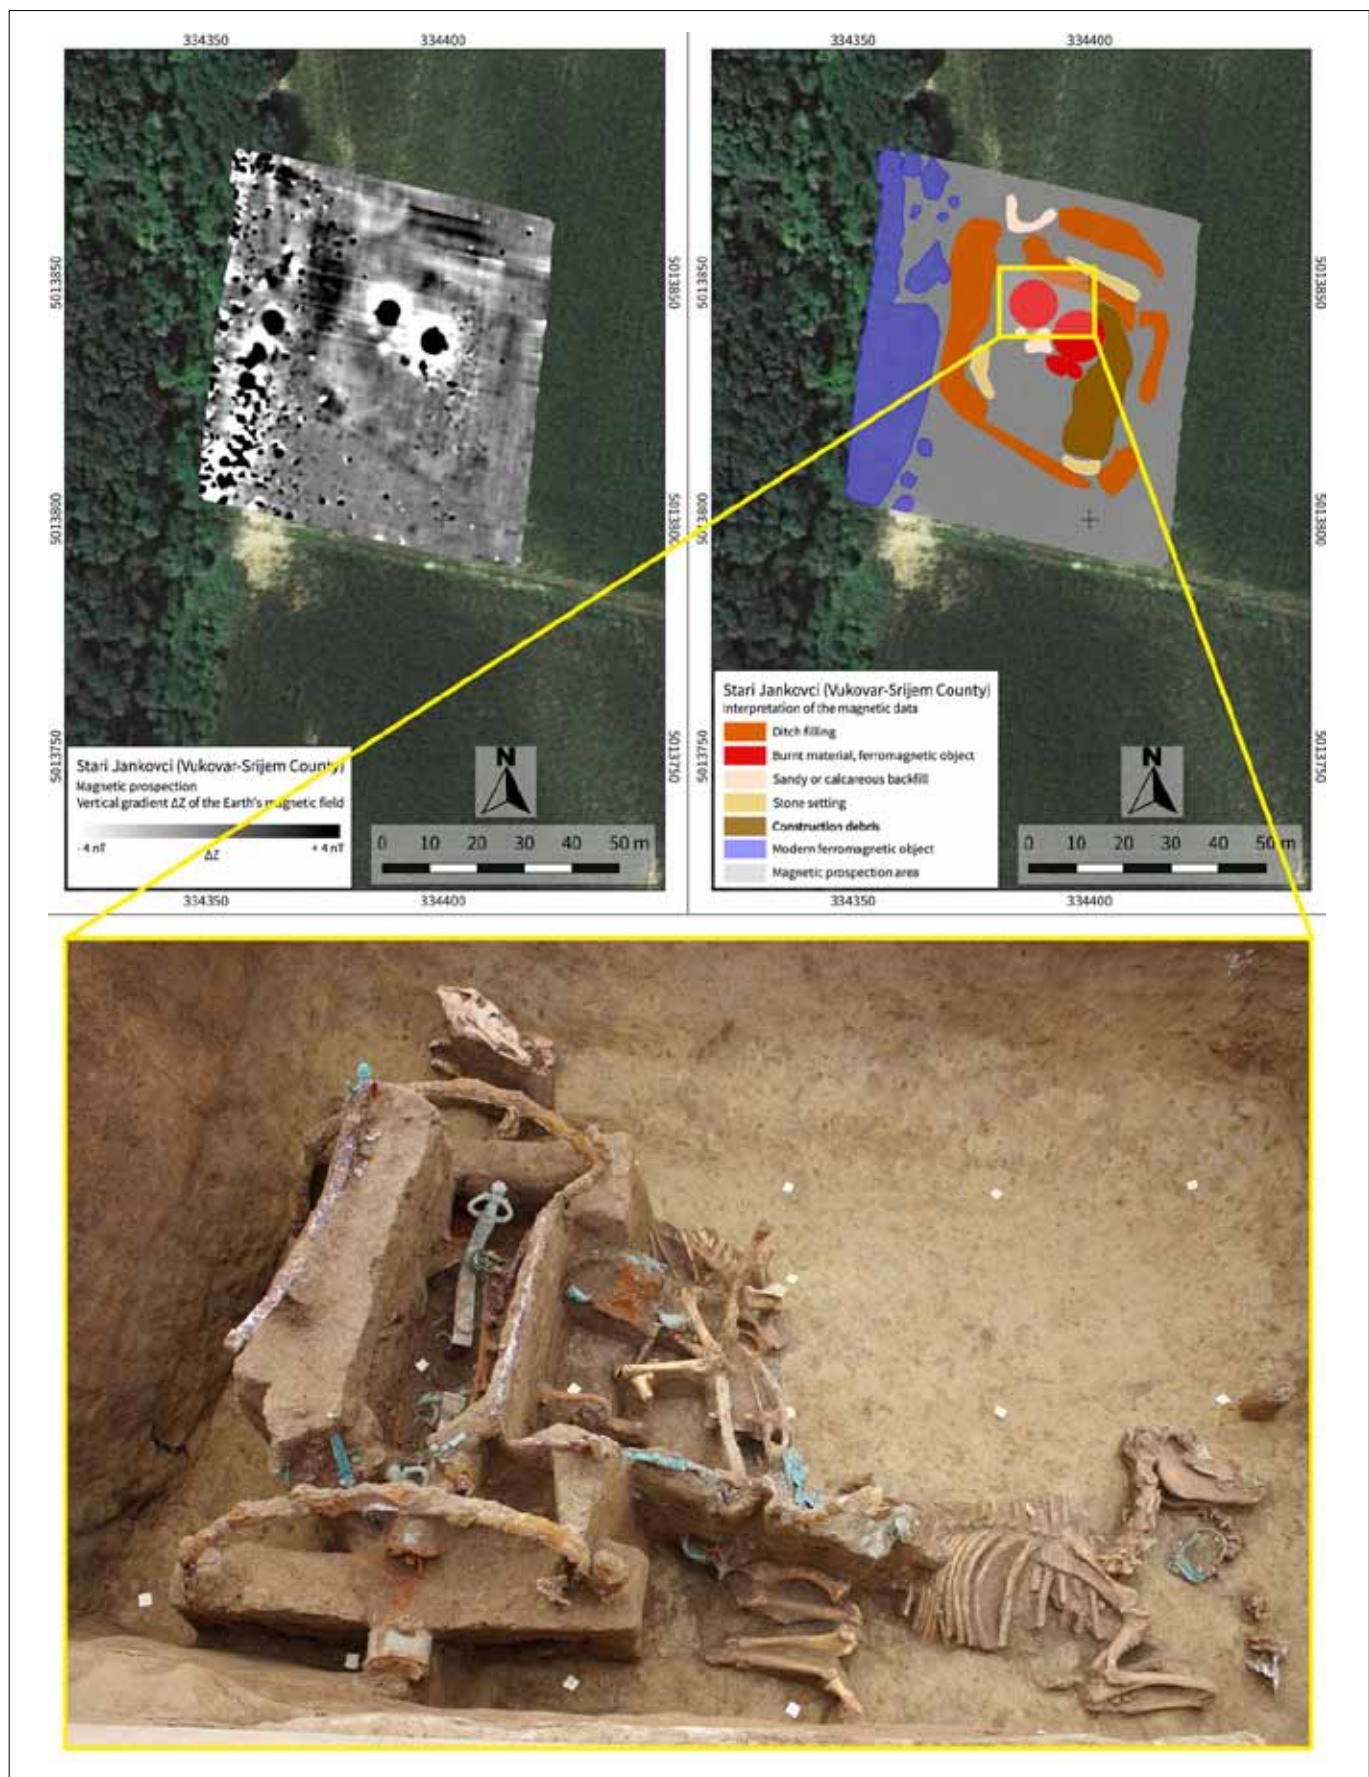 334350 334400
334350 334400
5013850
5013850
5013850
5013850
5013800
5013800
5013800
5013800
5013750
5013750
5013750
5013750
Stari Jankovci (Vukovar-Srijem County)
Magnetic prospection
Vertical gradient ΔZ of the Earth's magnetic field
- 4 nT
ΔZ
+ 4 nT
N
0 10 20 30 40 50 m
Stari Jankovci (Vukovar-Srijem County)
Interpretation of the magnetic data
Ditch filling
Burnt material, ferromagnetic object
Sandy or calcareous backfill
Stone setting
Construction debris
Modern ferromagnetic object
Magnetic prospection area
N
0 10 20 30 40 50 m
334350 334400
334350 334400